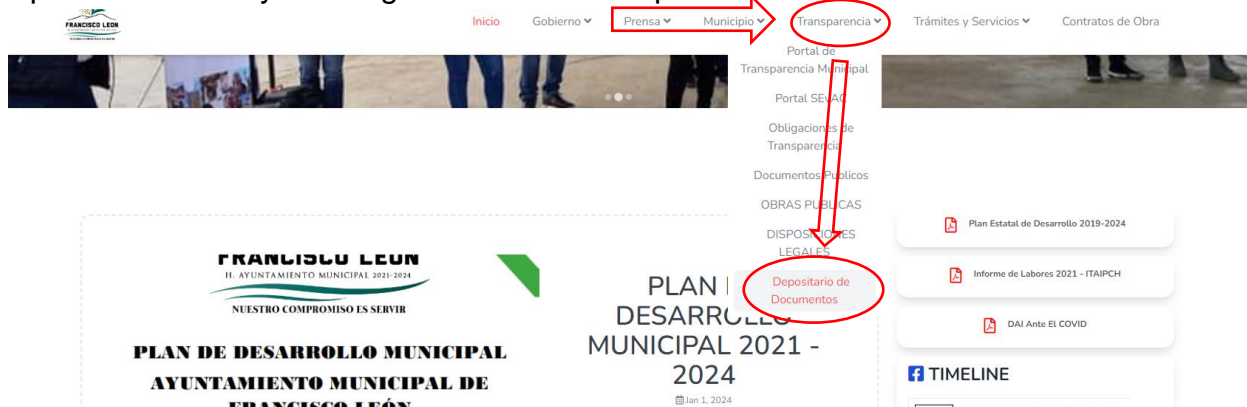 FRANCISCO LEON
Inicio Gobierno Prensa Municipio Transparencia Trámites y Servicios Contratos de Obra
Portal de
Transparencia Municipal
Portal SEvAC
Obligaciones de
Transparencia
Documentos Publicos
OBRAS PUBLICAS
DISPOSICIONES
LEGALES
Depositario de
Documentos
FRANCISCO LEON
H. AYUNTAMIENTO MUNICIPAL 2021-2024
NUESTRO COMPROMISO ES SERVIR
PLAN DE DESARROLLO MUNICIPAL
AYUNTAMIENTO MUNICIPAL DE
FRANCISCO LEÓN
PLAN
DESARROLLO
MUNICIPAL 2021 -
2024
Jan 1, 2024
Plan Estatal de Desarrollo 2019-2024
Informe de Labores 2021 - ITAIPCH
DAI Ante El COVID
TIMELINE